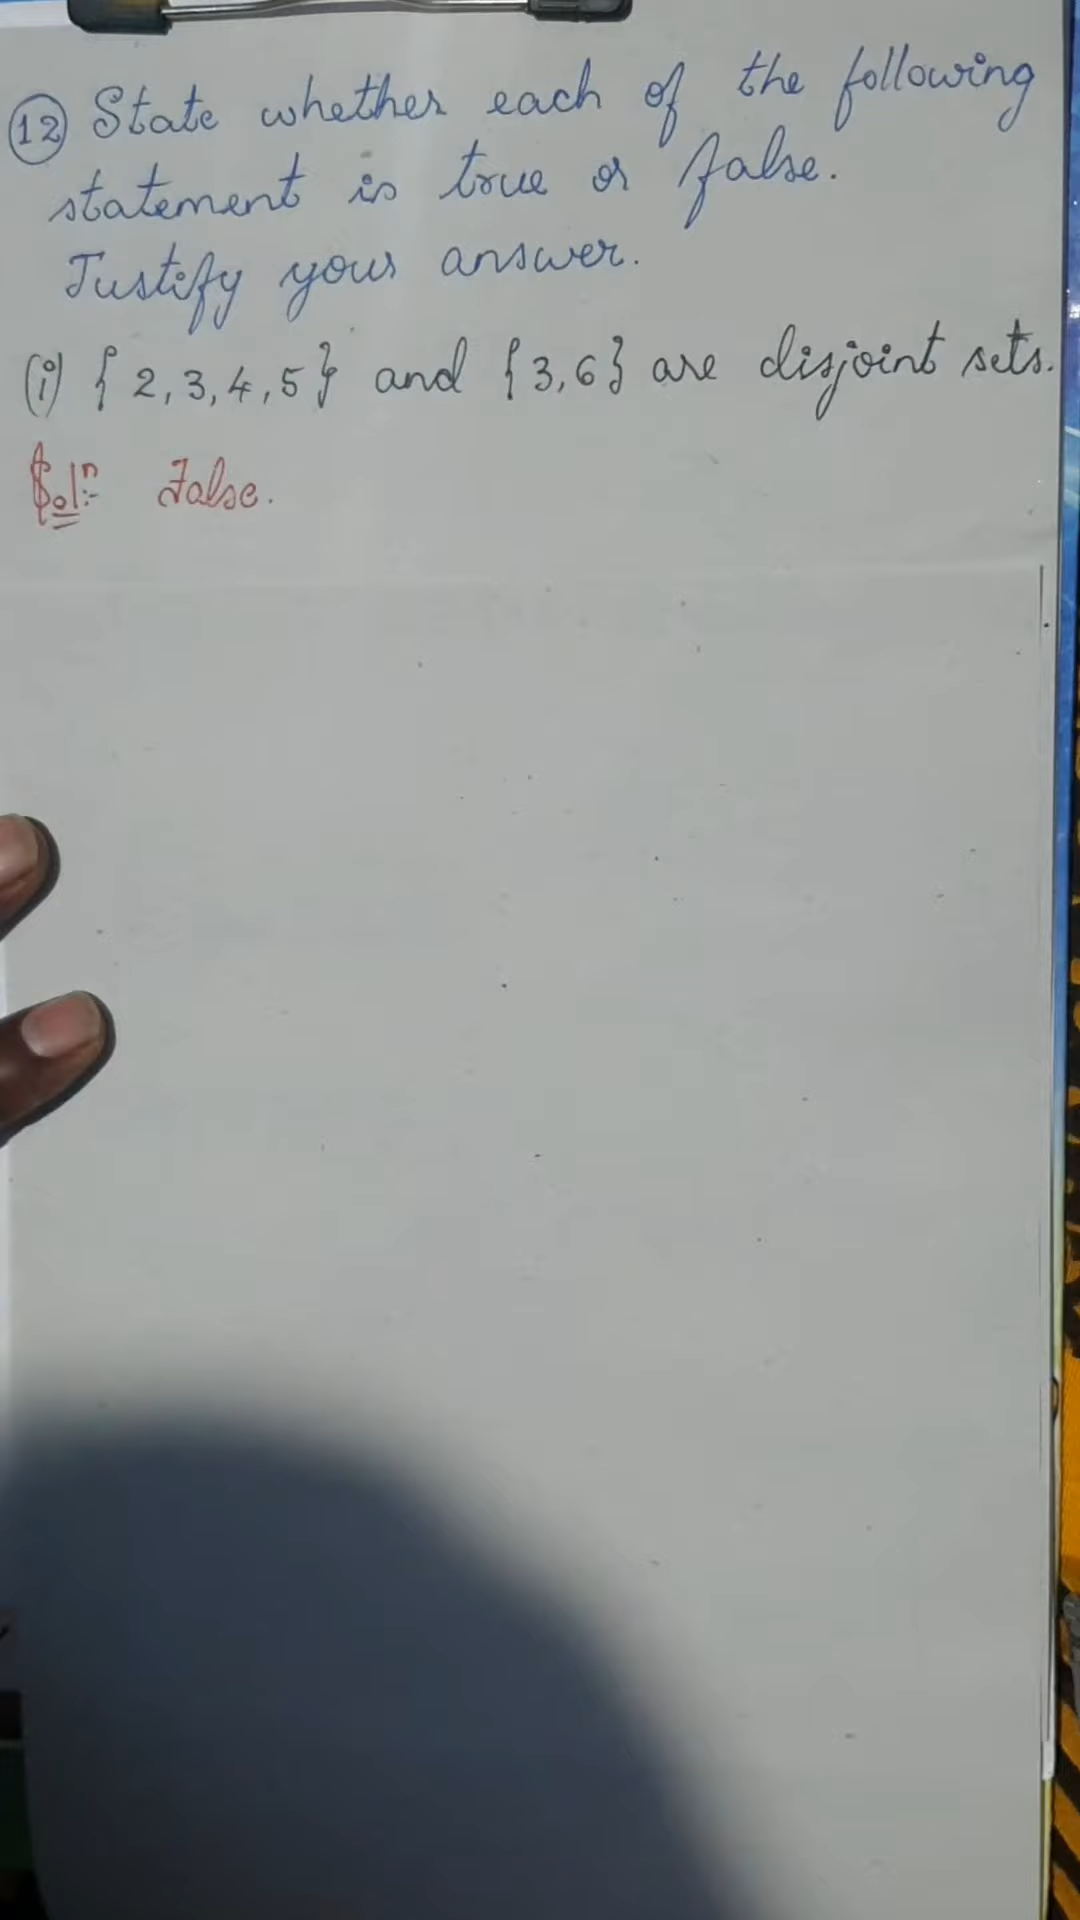 12 State whether each of the following
statement is true or false.
Justify your answer.
(i) { 2, 3, 4, 5 } and { 3, 6 } are disjoint sets.
Solⁿ:- False.